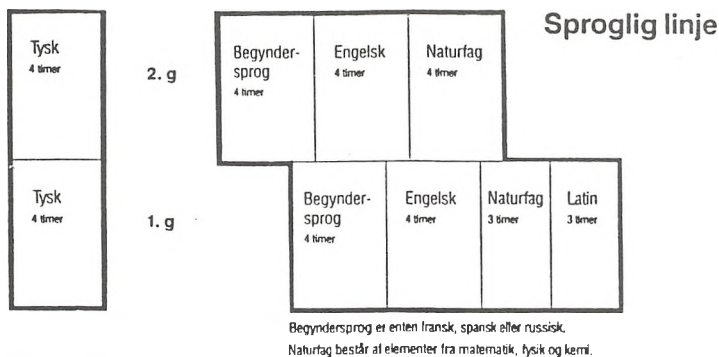 Sproglig linje
Tysk
4 timer
2. g
Begynder-
sprog
4 timer
Engelsk
4 timer
Naturfag
4 timer
Tysk
4 timer
1. g
Begynder-
sprog
4 timer
Engelsk
4 timer
Naturfag
3 timer
Latin
3 timer
Begyndersprog er enten fransk, spansk eller russisk.
Naturfag består af elementer fra matematik, fysik og kemi.